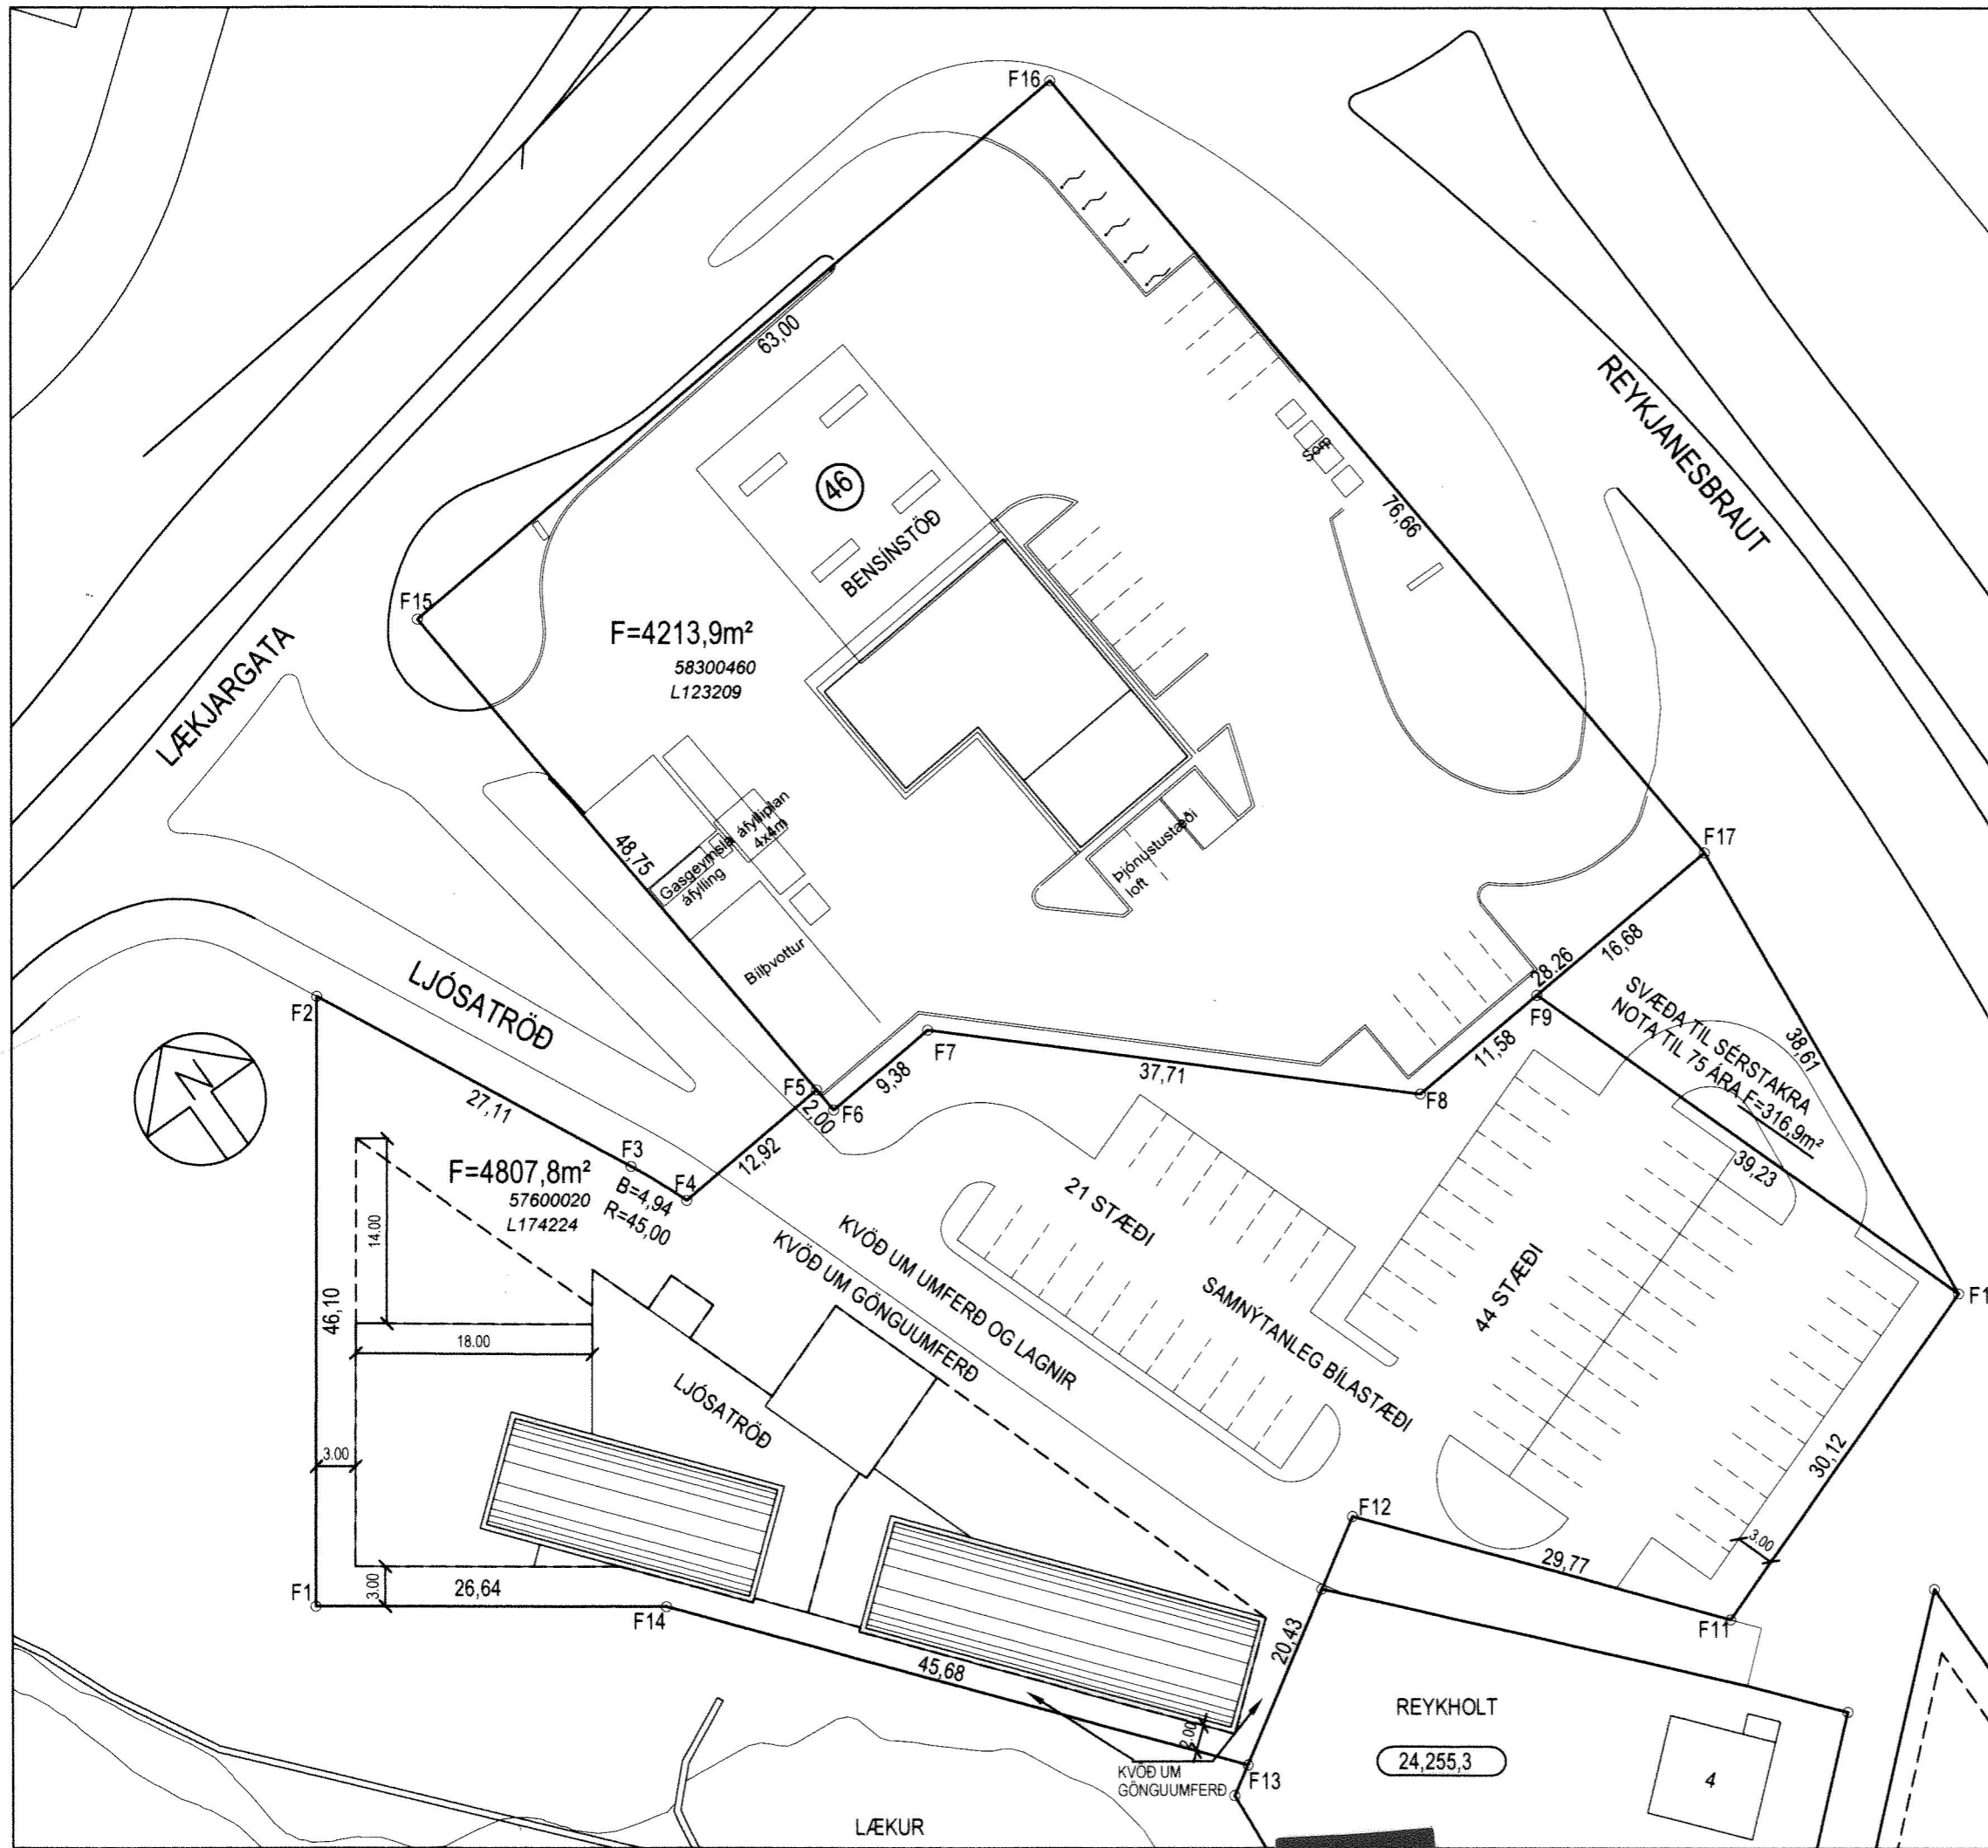 F16
63,00
REYKJANESBRAUT
Sorp
46
BENSÍNSTÖÐ
76,66
F15
F=4213,9m²
58300460
L123209
LÆKJARGATA
48,75
Gasgeymsla
áfylling
áfylliplan
4x4m
Þjónustustæði
loft
F17
Bílþvottur
LJÓSATRÖÐ
28.26
16,68
F2
F9
SVÆÐA TIL SÉRSTAKRA
NOTA TIL 75 ÁRA F=316,9m²
38,61
N
F7
11,58
37,71
9,38
F8
F5
2,00
F6
27,11
12,92
F3
F4
F=4807,8m²
57600020
L174224
B=4,94
R=45,00
39,23
21 STÆÐI
14.00
KVÖÐ UM UMFERÐ OG LAGNIR
KVÖÐ UM GÖNGUUMFERÐ
44 STÆÐI
SAMNÝTANLEG BÍLASTÆÐI
46,10
F1
18.00
LJÓSATRÖÐ
3.00
30,12
F12
3.00
29,77
F1
3.00
26,64
F14
F11
20,43
45,68
2.00
REYKHOLT
24,255,3
4
KVÖÐ UM
GÖNGUUMFERÐ
F13
LÆKUR